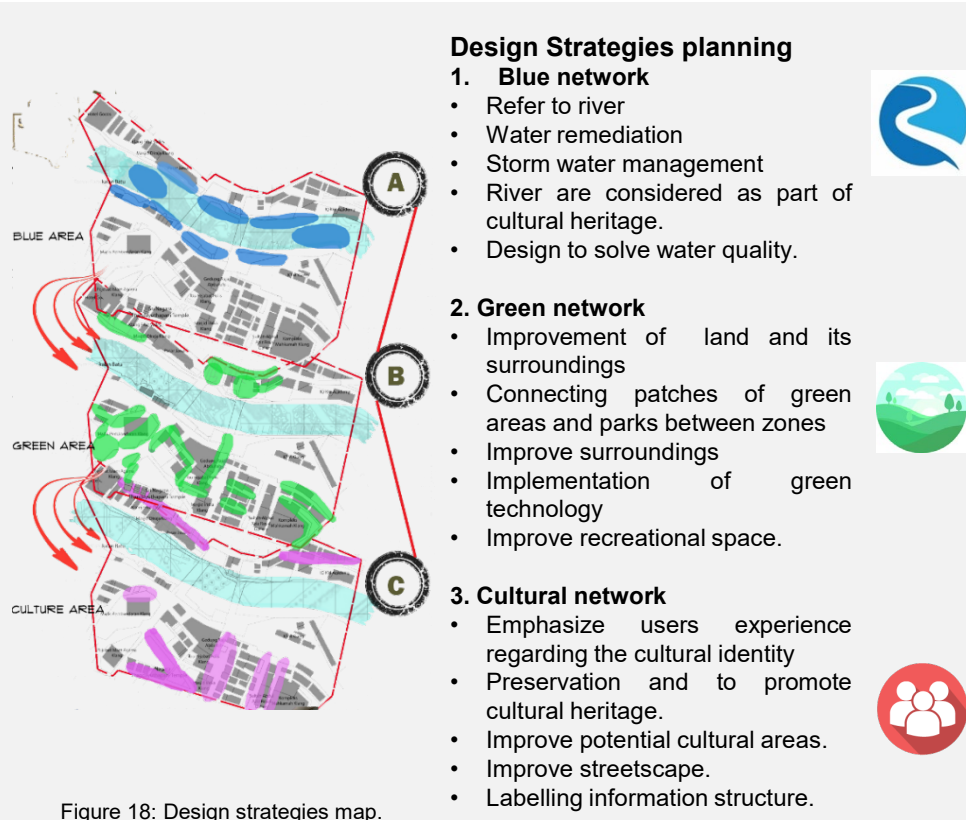 Design Strategies planning
1. Blue network
• Refer to river
• Water remediation
• Storm water management
• River are considered as part of
cultural heritage.
• Design to solve water quality.
2. Green network
• Improvement of land and its
surroundings
• Connecting patches of green
areas and parks between zones
• Improve surroundings
• Implementation of green
technology
• Improve recreational space.
3. Cultural network
• Emphasize users experience
regarding the cultural identity
• Preservation and to promote
cultural heritage.
• Improve potential cultural areas.
• Improve streetscape.
• Labelling information structure.
A
BLUE AREA
B
GREEN AREA
C
CULTURE AREA
Figure 18: Design strategies map.